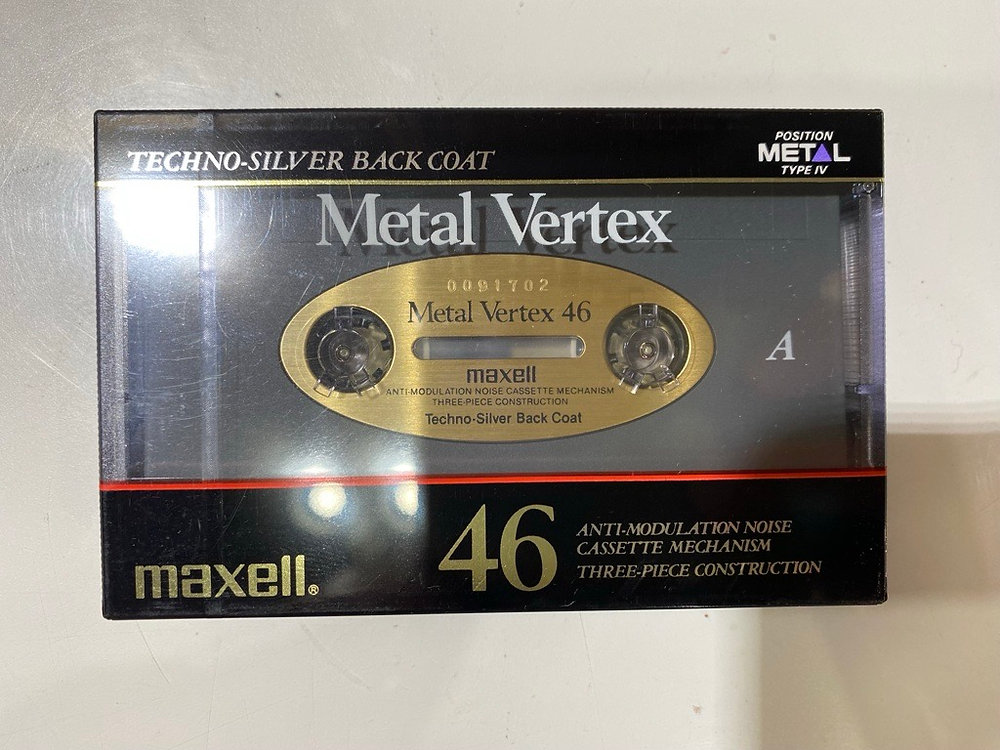 TECHNO-SILVER BACK COAT
POSITION
METAL
TYPE IV
Metal Vertex
0091702
Metal Vertex 46
A
maxell
ANTI-MODULATION NOISE CASSETTE MECHANISM
THREE-PIECE CONSTRUCTION
Techno-Silver Back Coat
46
ANTI-MODULATION NOISE
CASSETTE MECHANISM
THREE-PIECE CONSTRUCTION
maxell®